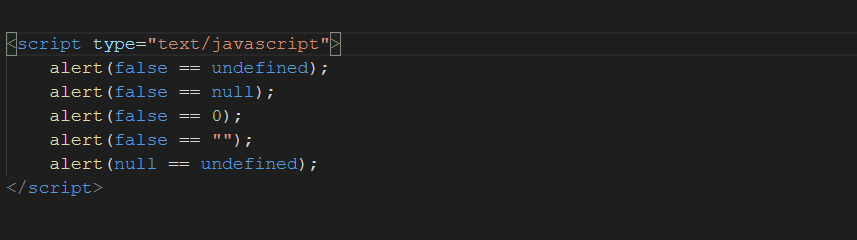 <script type="text/javascript">
    alert(false == undefined);
    alert(false == null);
    alert(false == 0);
    alert(false == "");
    alert(null == undefined);
</script>